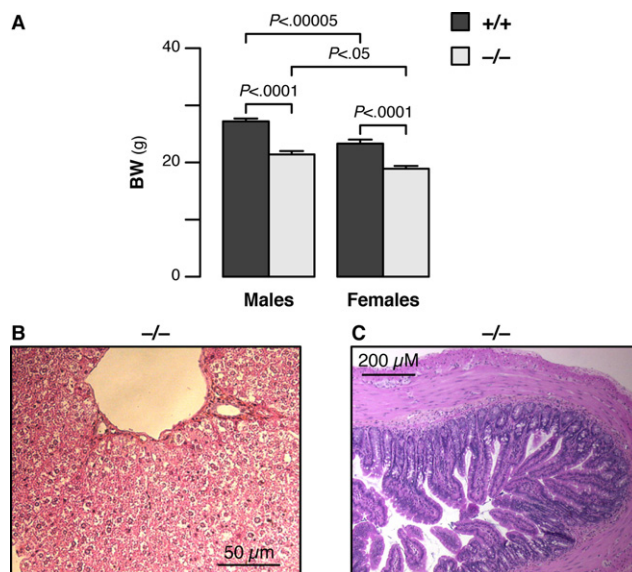 A
P<.00005
+/+
–/–
40
P<.05
P<.0001
P<.0001
BW (g)
20
0
Males Females
B –/–
C –/–
200 µM
50 µm